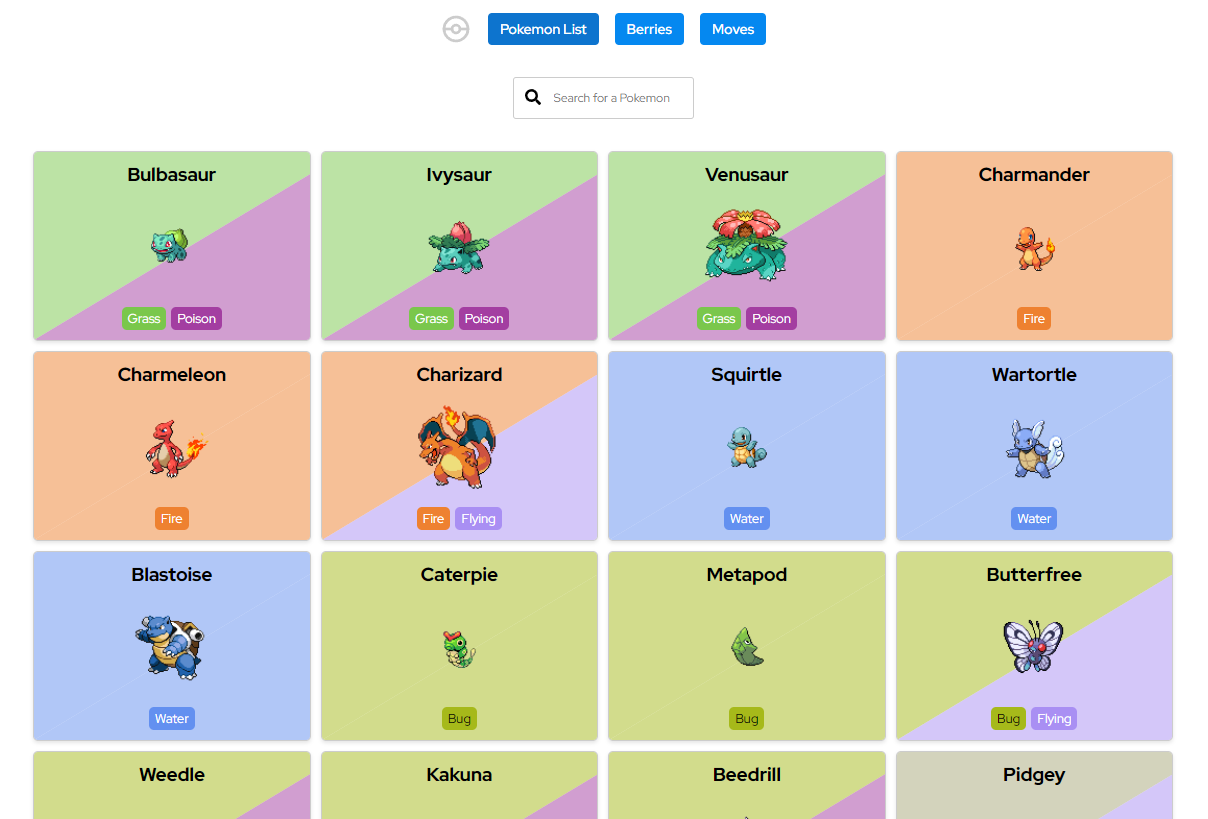 Pokemon List Berries Moves
Search for a Pokemon
Bulbasaur Ivysaur Venusaur Charmander
Grass Poison Grass Poison Grass Poison Fire
Charmeleon Charizard Squirtle Wartortle
Fire Fire Flying Water Water
Blastoise Caterpie Metapod Butterfree
Water Bug Bug Bug Flying
Weedle Kakuna Beedrill Pidgey